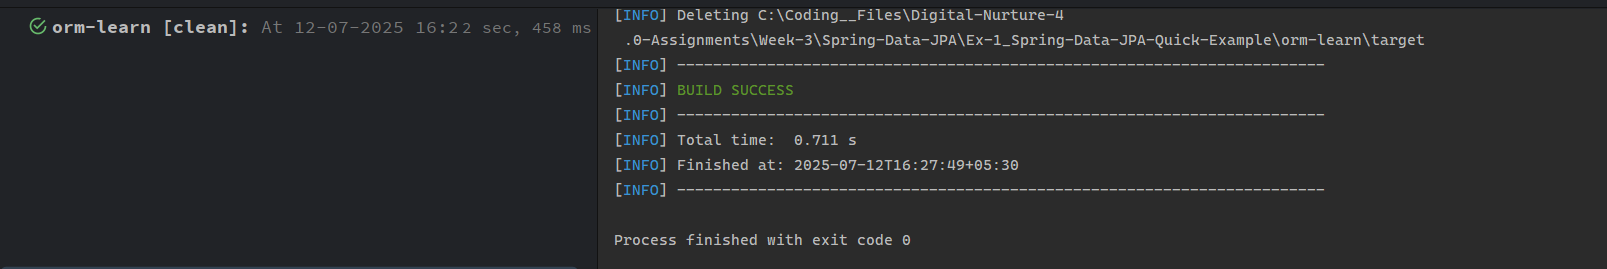 orm-learn [clean]: At 12-07-2025 16:2 2 sec, 458 ms
[INFO] Deleting C:\Coding__Files\Digital-Nurture-4
.0-Assignments\Week-3\Spring-Data-JPA\Ex-1_Spring-Data-JPA-Quick-Example\orm-learn\target
[INFO] ------------------------------------------------------------------------
[INFO] BUILD SUCCESS
[INFO] ------------------------------------------------------------------------
[INFO] Total time:  0.711 s
[INFO] Finished at: 2025-07-12T16:27:49+05:30
[INFO] ------------------------------------------------------------------------
Process finished with exit code 0